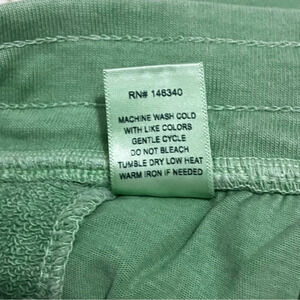 RN# 146340
MACHINE WASH COLD
WITH LIKE COLORS
GENTLE CYCLE
DO NOT BLEACH
TUMBLE DRY LOW HEAT
WARM IRON IF NEEDED